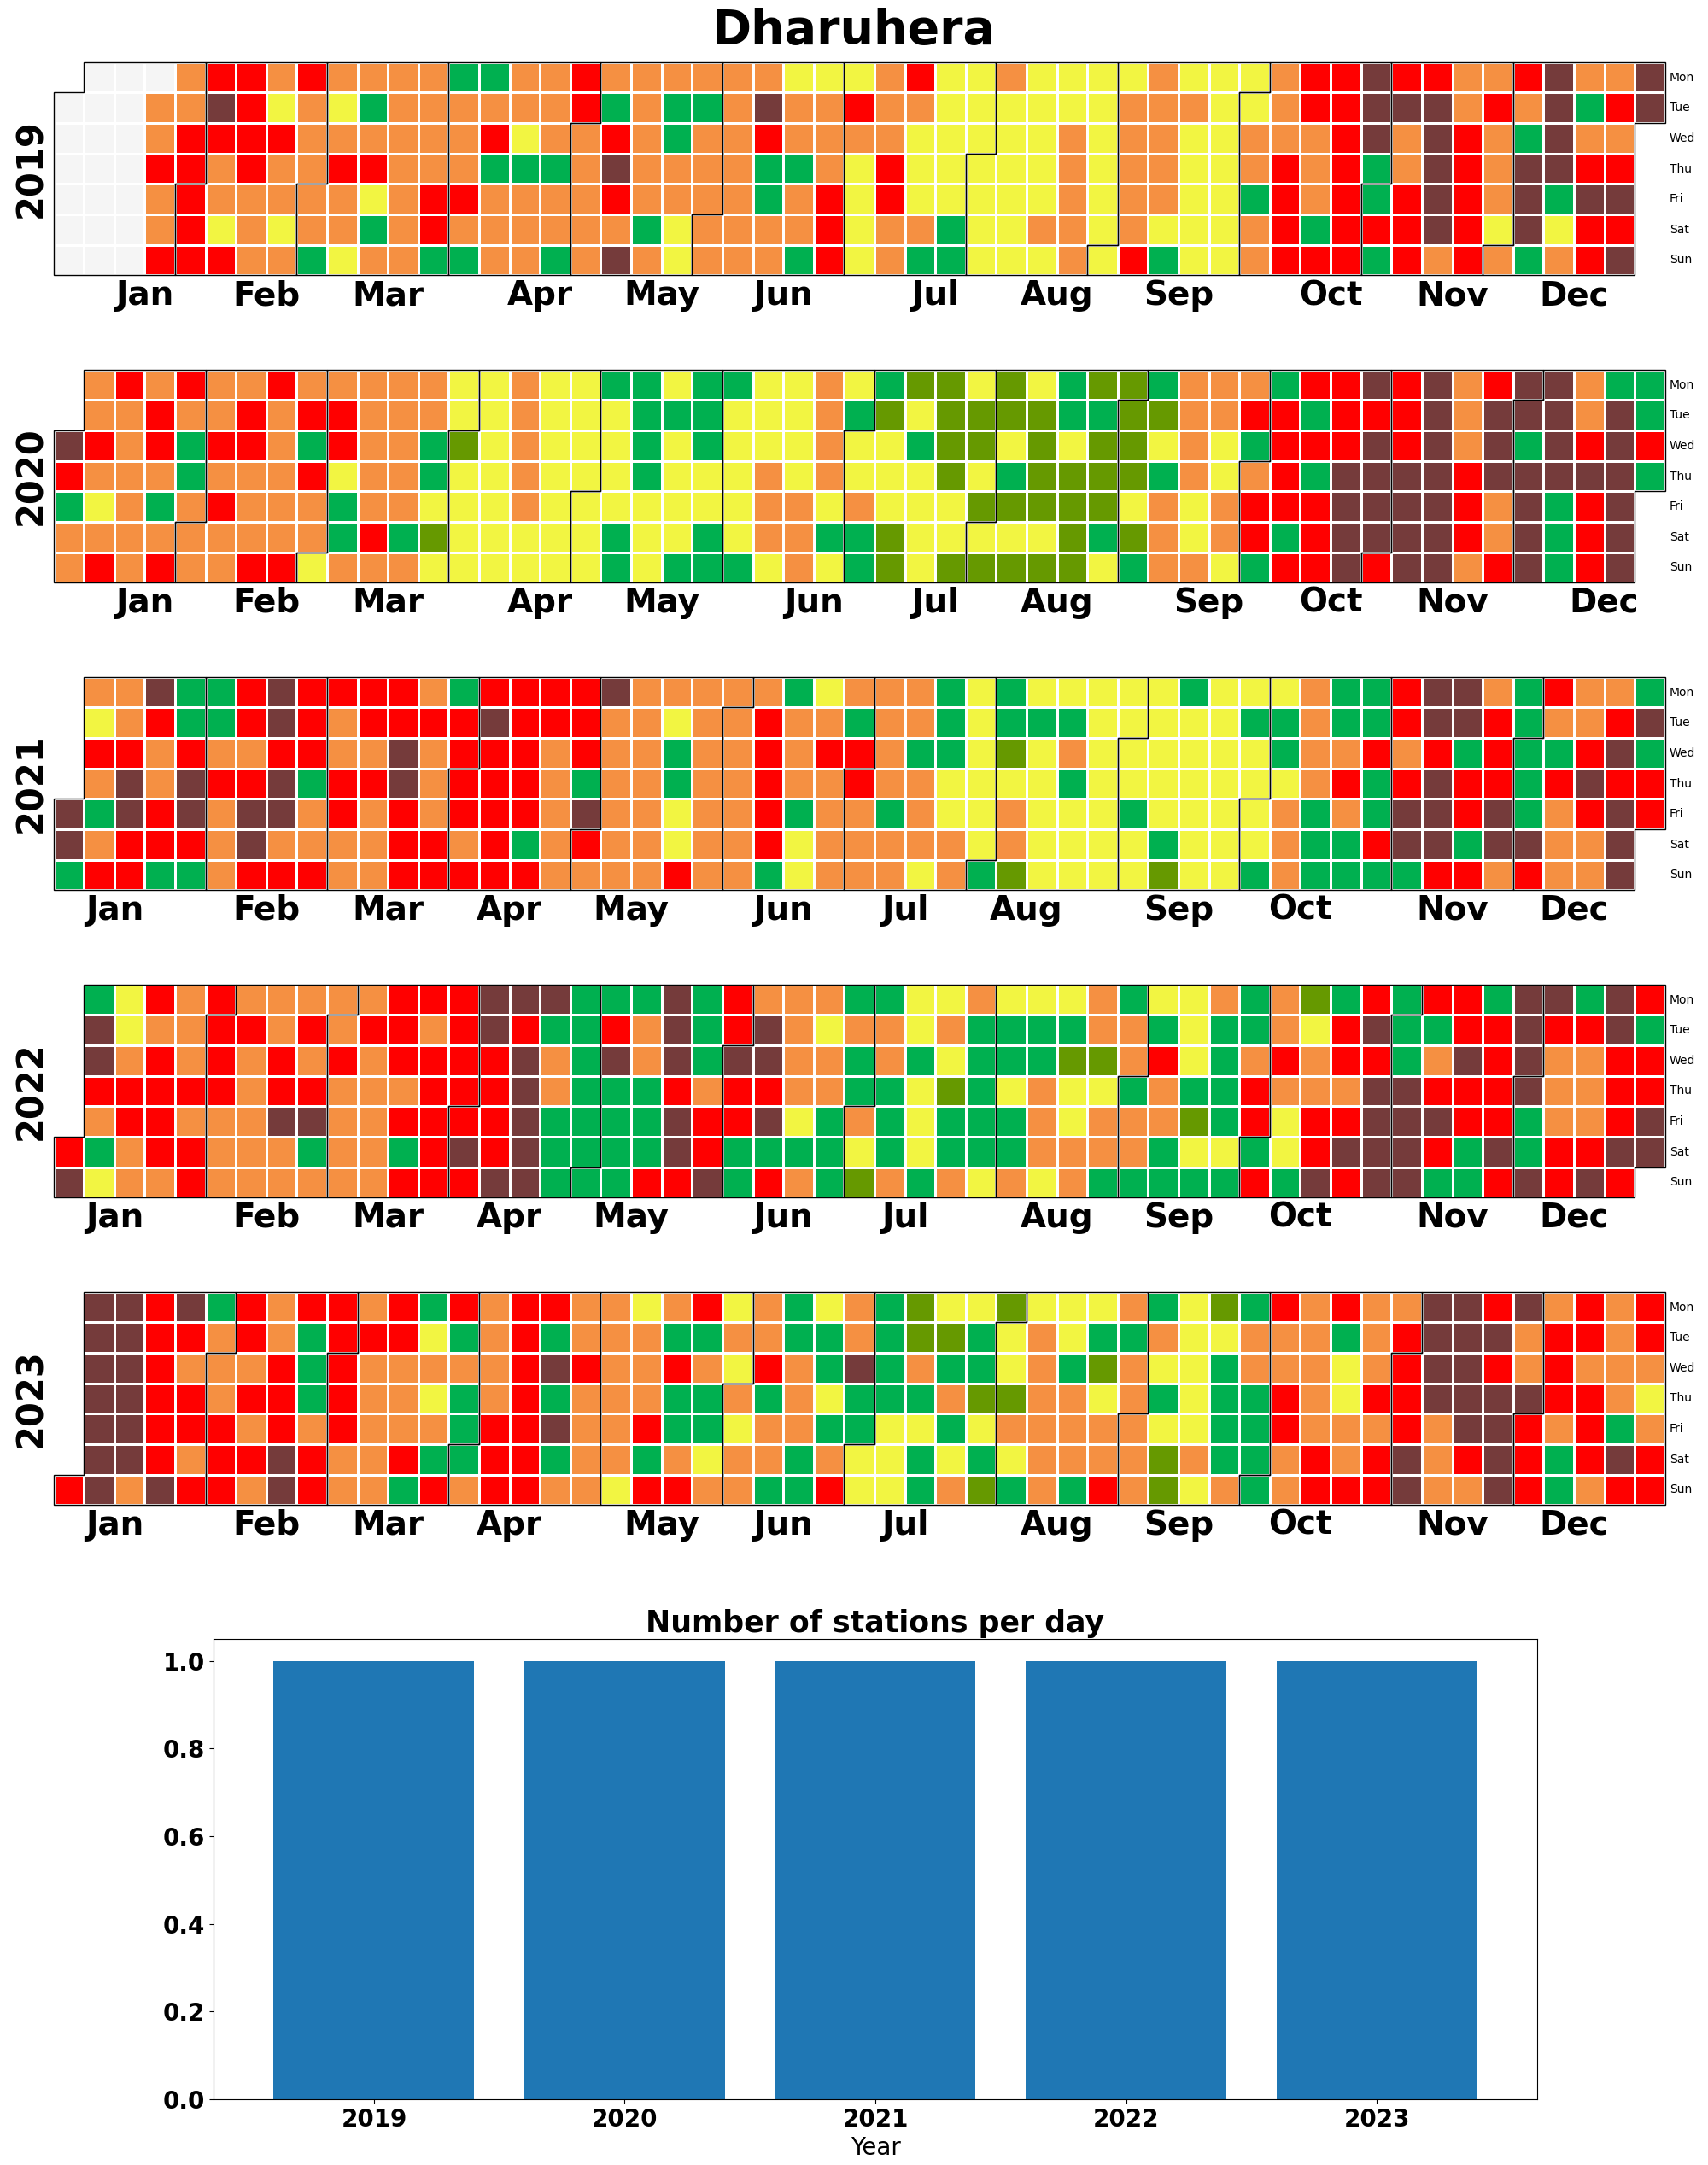 Dharuhera
2019
Mon
Tue
Wed
Thu
Fri
Sat
Sun
Jan Feb Mar Apr May Jun Jul Aug Sep Oct Nov Dec
2020
Mon
Tue
Wed
Thu
Fri
Sat
Sun
Jan Feb Mar Apr May Jun Jul Aug Sep Oct Nov Dec
2021
Mon
Tue
Wed
Thu
Fri
Sat
Sun
Jan Feb Mar Apr May Jun Jul Aug Sep Oct Nov Dec
2022
Mon
Tue
Wed
Thu
Fri
Sat
Sun
Jan Feb Mar Apr May Jun Jul Aug Sep Oct Nov Dec
2023
Mon
Tue
Wed
Thu
Fri
Sat
Sun
Jan Feb Mar Apr May Jun Jul Aug Sep Oct Nov Dec
Number of stations per day
1.0
0.8
0.6
0.4
0.2
0.0
2019 2020 2021 2022 2023
Year